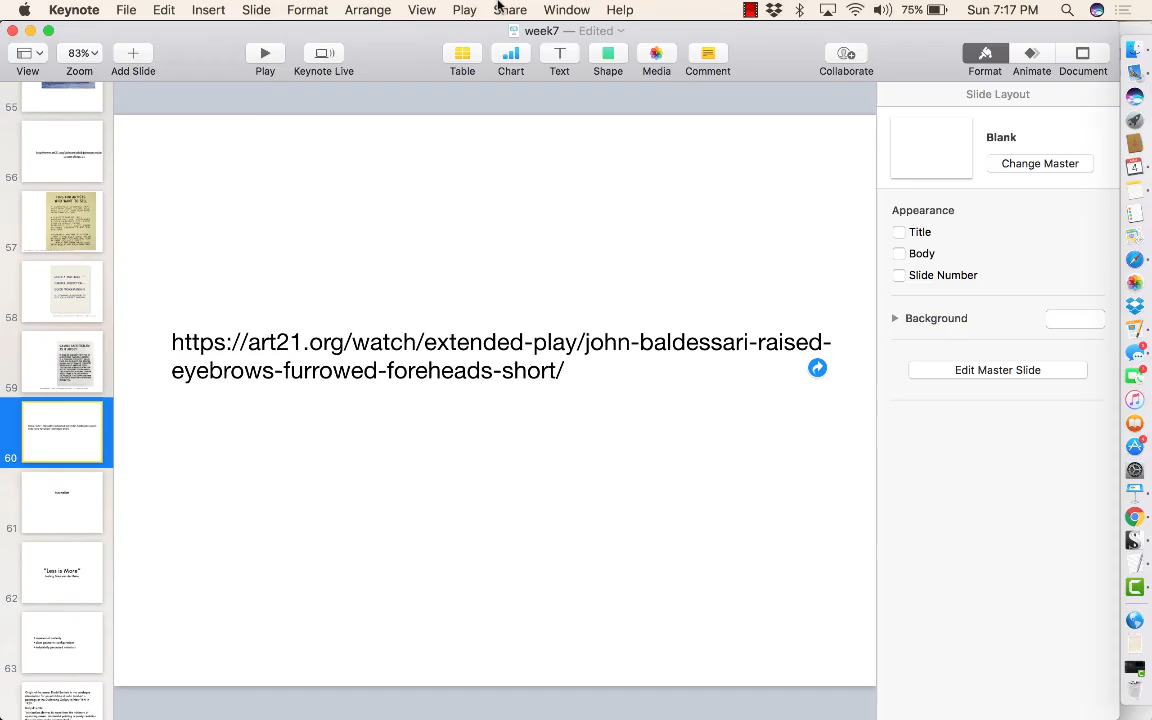 Keynote File Edit Insert Slide Format Arrange View Play Share Window Help 75% Sun 7:17 PM
week7 — Edited
83%
View Zoom Add Slide Play Keynote Live Table Chart Text Shape Media Comment Collaborate Format Animate Document
Slide Layout
Blank
Change Master
Appearance
Title
Body
Slide Number
Background
Edit Master Slide
https://art21.org/watch/extended-play/john-baldessari-raised-
eyebrows-furrowed-foreheads-short/
55
56
57
58
59
60
61
62
"Less is More"
63